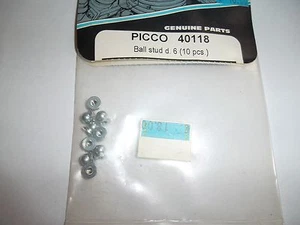 GENUINE PARTS
PICCO 40118
Ball stud d. 6 (10 pcs.)